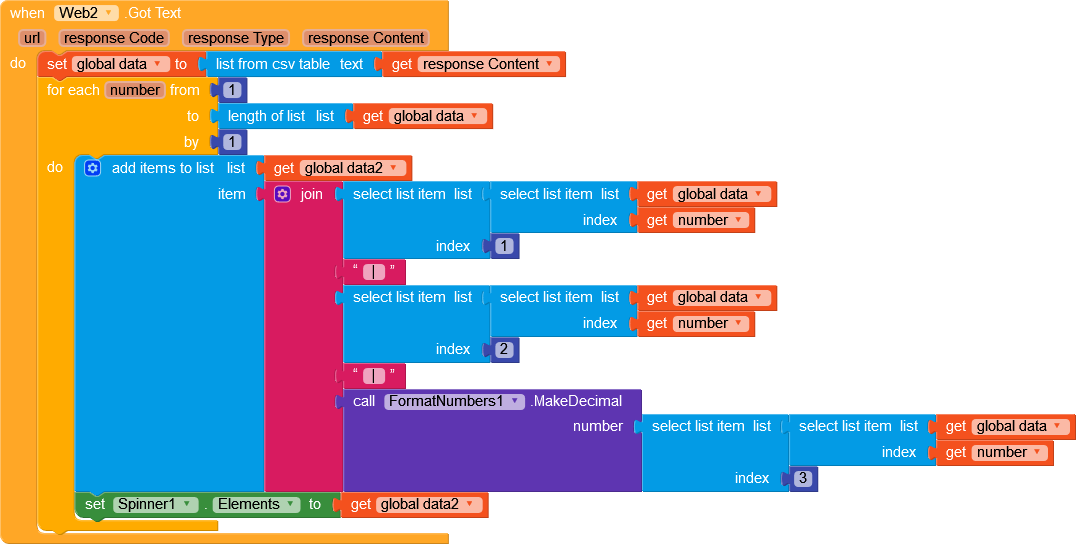 when Web2 .Got Text
url response Code response Type response Content
do set global data to list from csv table text get response Content
for each number from 1
to length of list list get global data
by 1
do add items to list list get global data2
item join select list item list select list item list get global data
index get number
index 1
“ | ”
select list item list select list item list get global data
index get number
index 2
“ | ”
call FormatNumbers1 .MakeDecimal
number select list item list select list item list get global data
index get number
index 3
set Spinner1 . Elements to get global data2